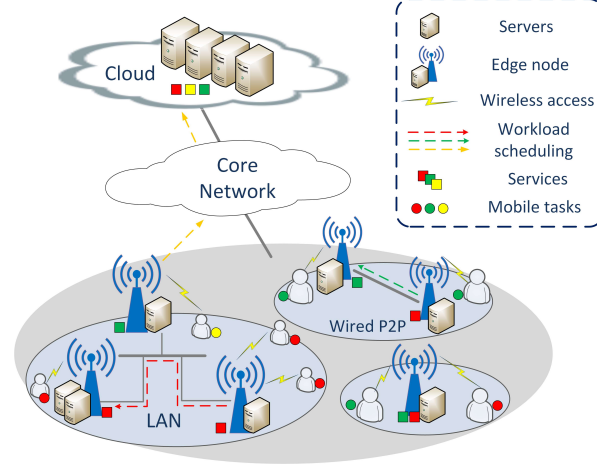 Cloud
Core
Network
Servers
Edge node
Wireless access
Workload
scheduling
Services
Mobile tasks
Wired P2P
LAN